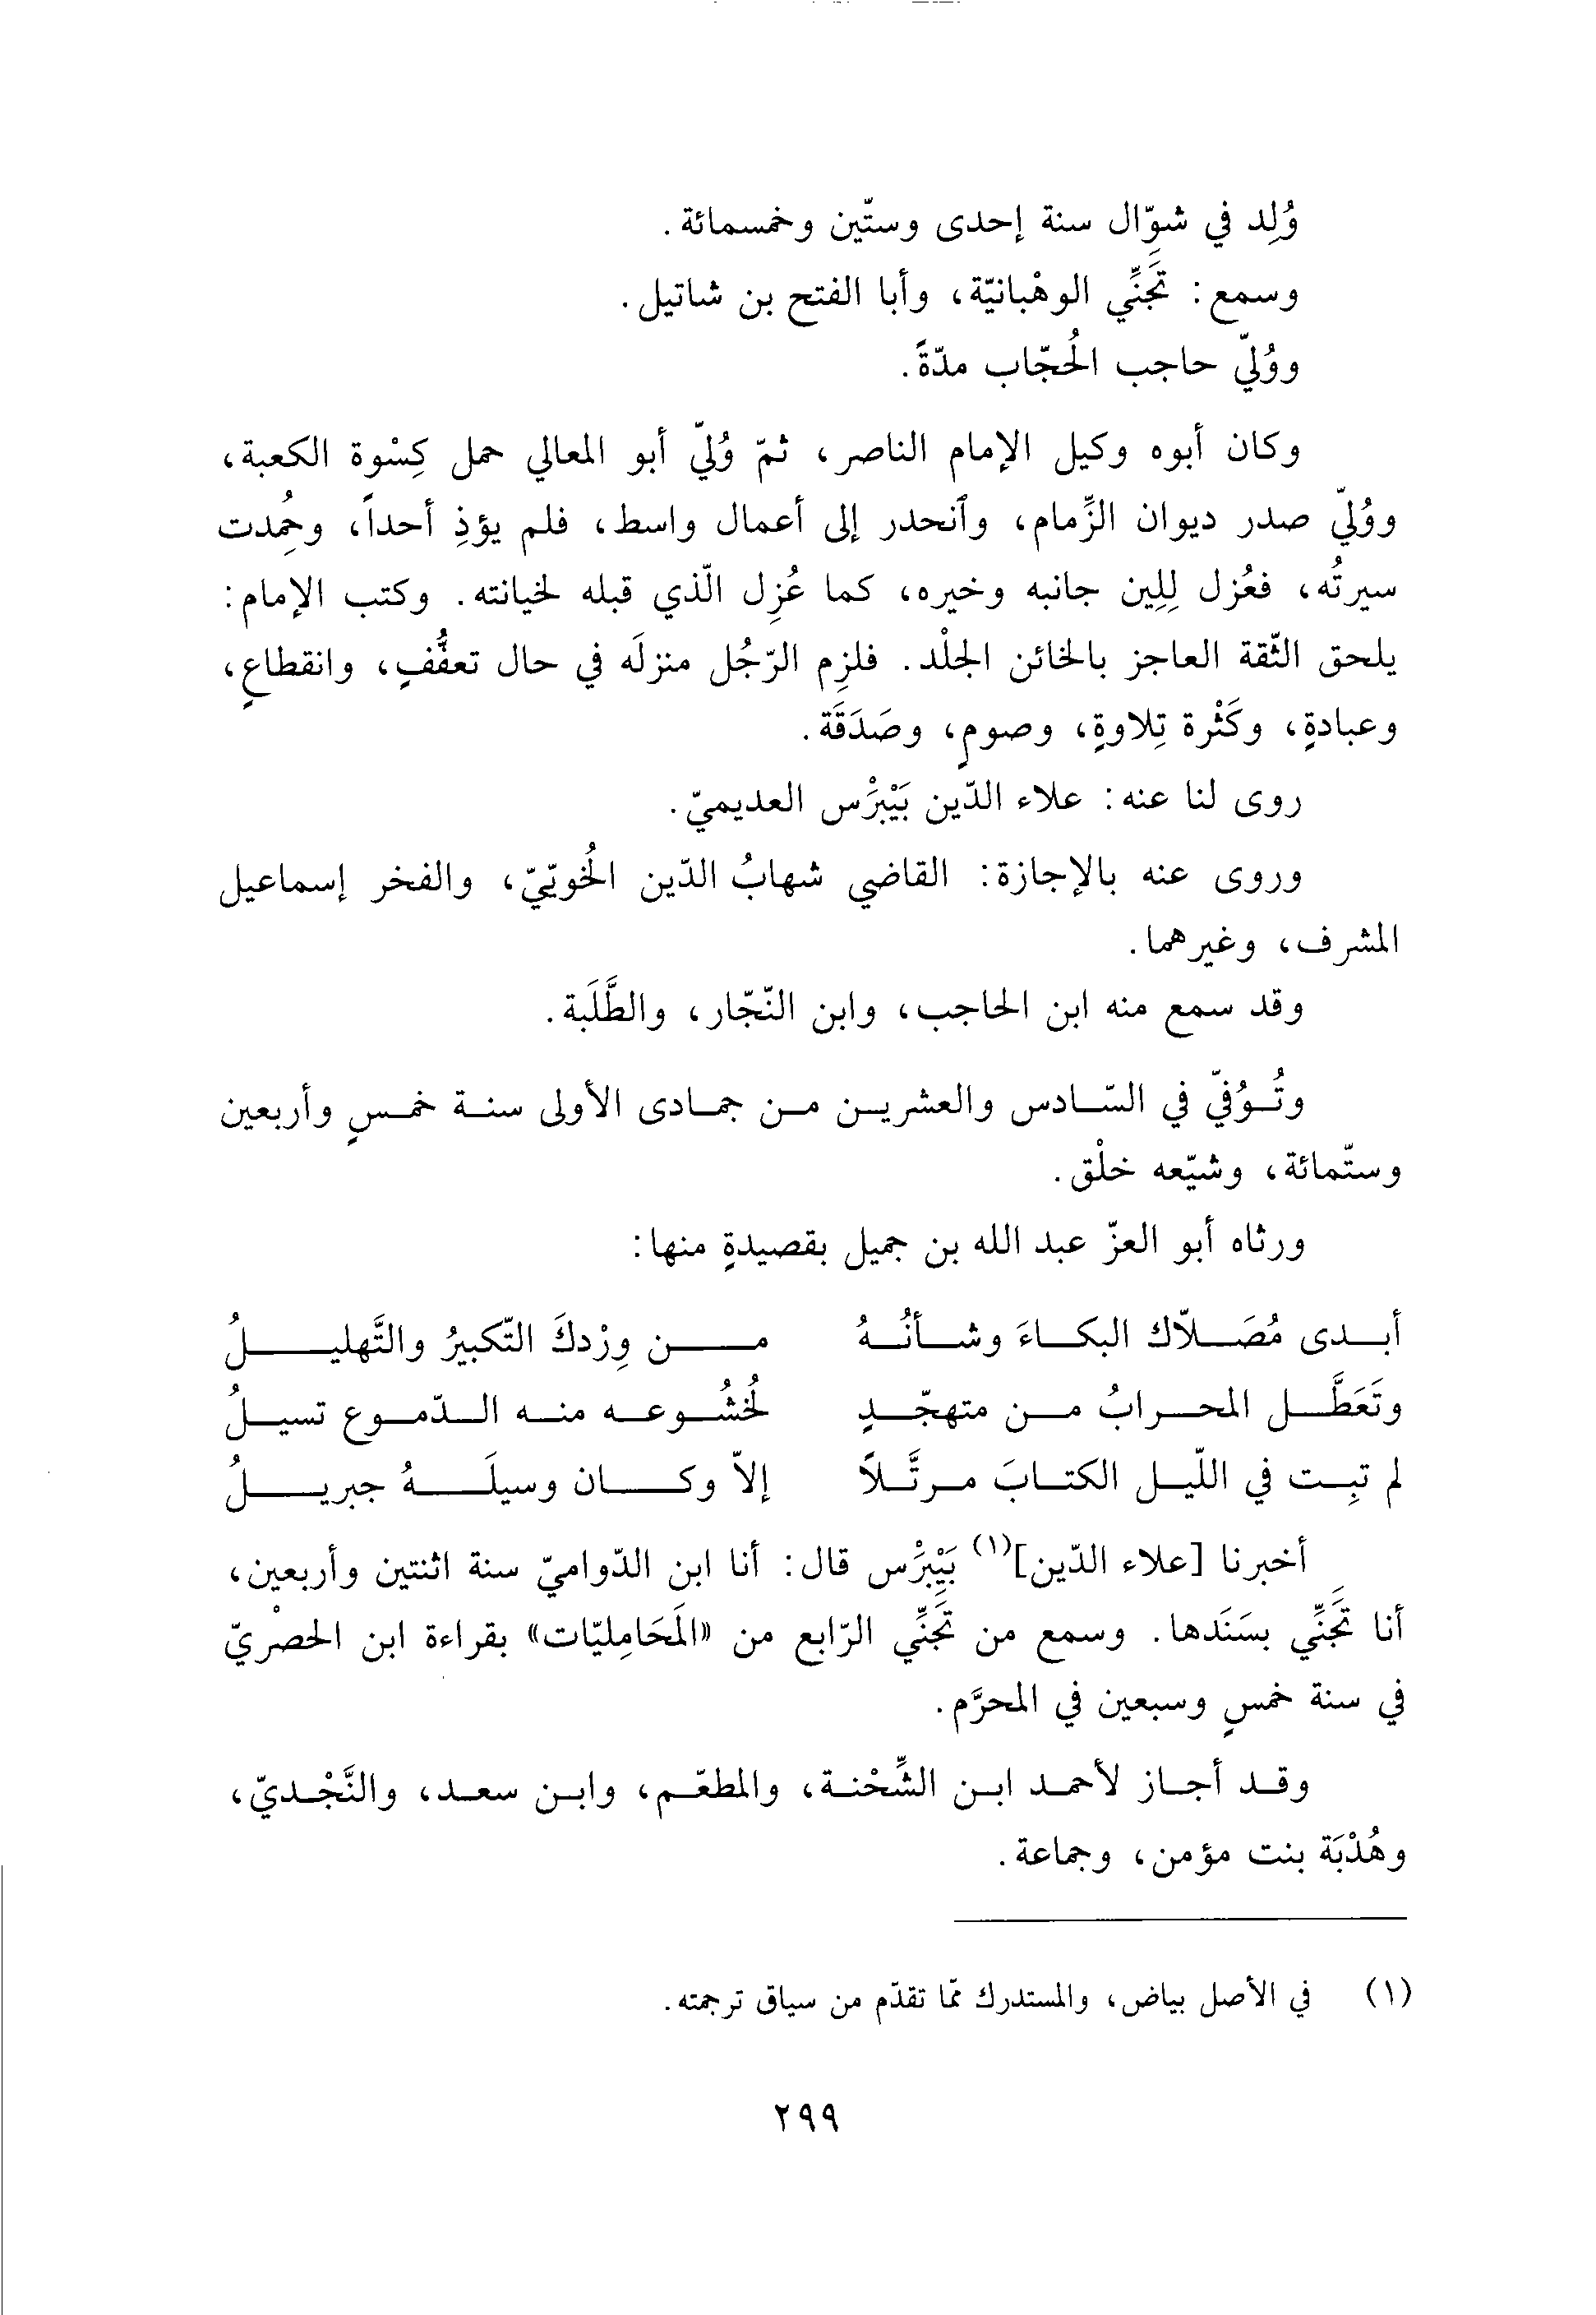 وُلِد في شوّال سنة إحدى وستّين وخمسمائة.
وسمع: تَجَنِّي الوهْبانيّة، وأبا الفتح بن شاتيل.
ووُليّ حاجب الحُجّاب مدّةً.
وكان أبوه وكيل الإمام الناصر، ثمّ وُليّ أبو المعالي حمل كِسْوة الكعبة،
ووُليّ صدر ديوان الزِّمام، وٱنحدر إلى أعمال واسط، فلم يؤذِ أحداً، وحُمِدت
سيرتُه، فعُزل لِلِين جانبه وخيره، كما عُزِل الّذي قبله لخيانته. وكتب الإمام:
يلحق الثّقة العاجز بالخائن الجلْد. فلزِم الرّجُل منزلَه في حال تعفُّفٍ، وانقطاعٍ،
وعبادةٍ، وكَثْرة تِلاوةٍ، وصومٍ، وصَدَقَة.
روى لنا عنه: علاء الدّين بَيْبَرْس العديميّ.
وروى عنه بالإجازة: القاضي شهابُ الدّين الخُويّيّ، والفخر إسماعيل
المشرف، وغيرهما.
وقد سمع منه ابن الحاجب، وابن النّجّار، والطَّلَبة.
وتُوُفيّ في السّادس والعشرين من جمادى الأولى سنة خمسٍ وأربعين
وستّمائة، وشيّعه خلْق.
ورثاه أبو العزّ عبد الله بن جميل بقصيدةٍ منها:
أبدى مُصَلاّك البكاءَ وشأنُهُ من وِرْدكَ التّكبيرُ والتَّهليلُ
وتَعَطَّل المحرابُ من متهجّدٍ لخُشُوعه منه الدّموع تسيلُ
لم تبِت في اللّيل الكتابَ مرتَّلاً إلاّ وكان وسيلَهُ جبريلُ
أخبرنا [علاء الدّين](١) بَيْبَرْس قال: أنا ابن الدّواميّ سنة اثنتين وأربعين،
أنا تَجَنِّي بسَنَدها. وسمع من تَجَنِّي الرّابع من «المَحَامِليّات» بقراءة ابن الحصْريّ
في سنة خمسٍ وسبعين في المحرَّم.
وقد أجاز لأحمد ابن الشِّحْنة، والمطعّم، وابن سعد، والنَّجْديّ،
وهُدْبَة بنت مؤمن، وجماعة.
(١) في الأصل بياض، والمستدرك ممّا تقدّم من سياق ترجمته.
٢٩٩